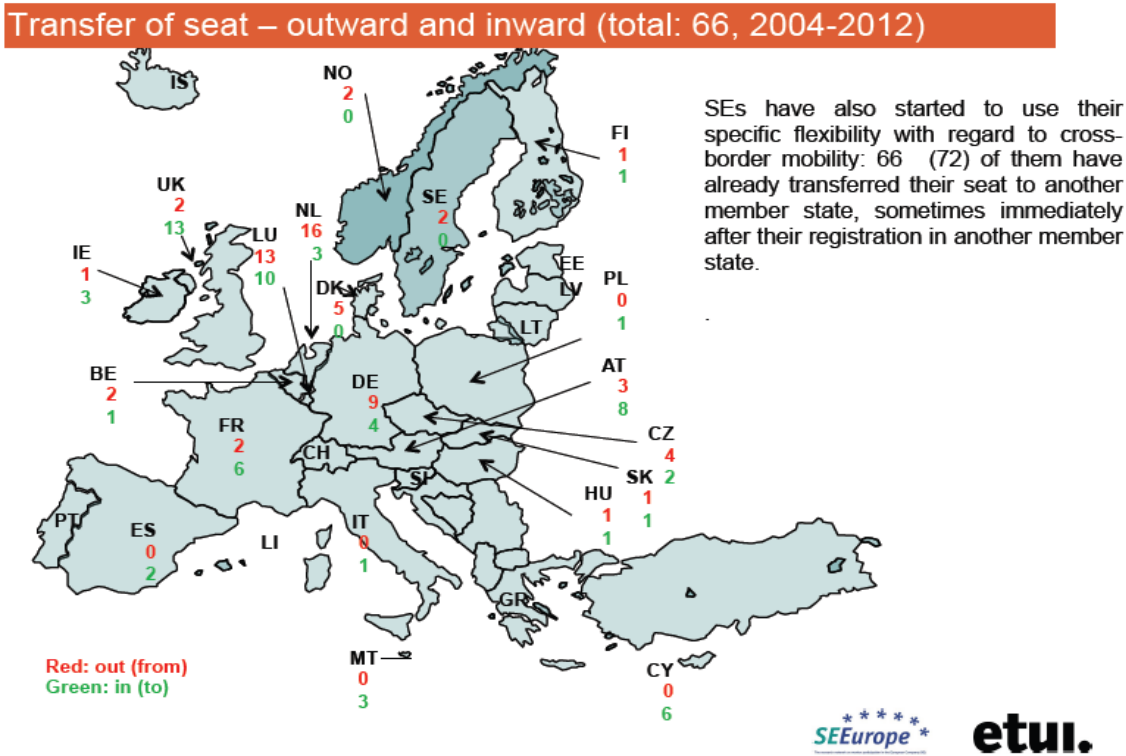 Transfer of seat – outward and inward (total: 66, 2004-2012)
SEs have also started to use their
specific flexibility with regard to cross-
border mobility: 66 (72) of them have
already transferred their seat to another
member state, sometimes immediately
after their registration in another member
state.
.
IS
NO
2
0
FI
1
1
UK
2
13
SE
2
0
NL
16
3
LU
13
10
IE
1
3
EE
LV
LT
PL
0
1
DK
5
0
BE
2
1
DE
9
4
AT
3
8
FR
2
6
CH
CZ
4
2
SK
1
1
HU
1
1
SI
PT
ES
0
2
LI
IT
0
1
GR
MT
0
3
CY
0
6
Red: out (from)
Green: in (to)
SEEurope
etui.